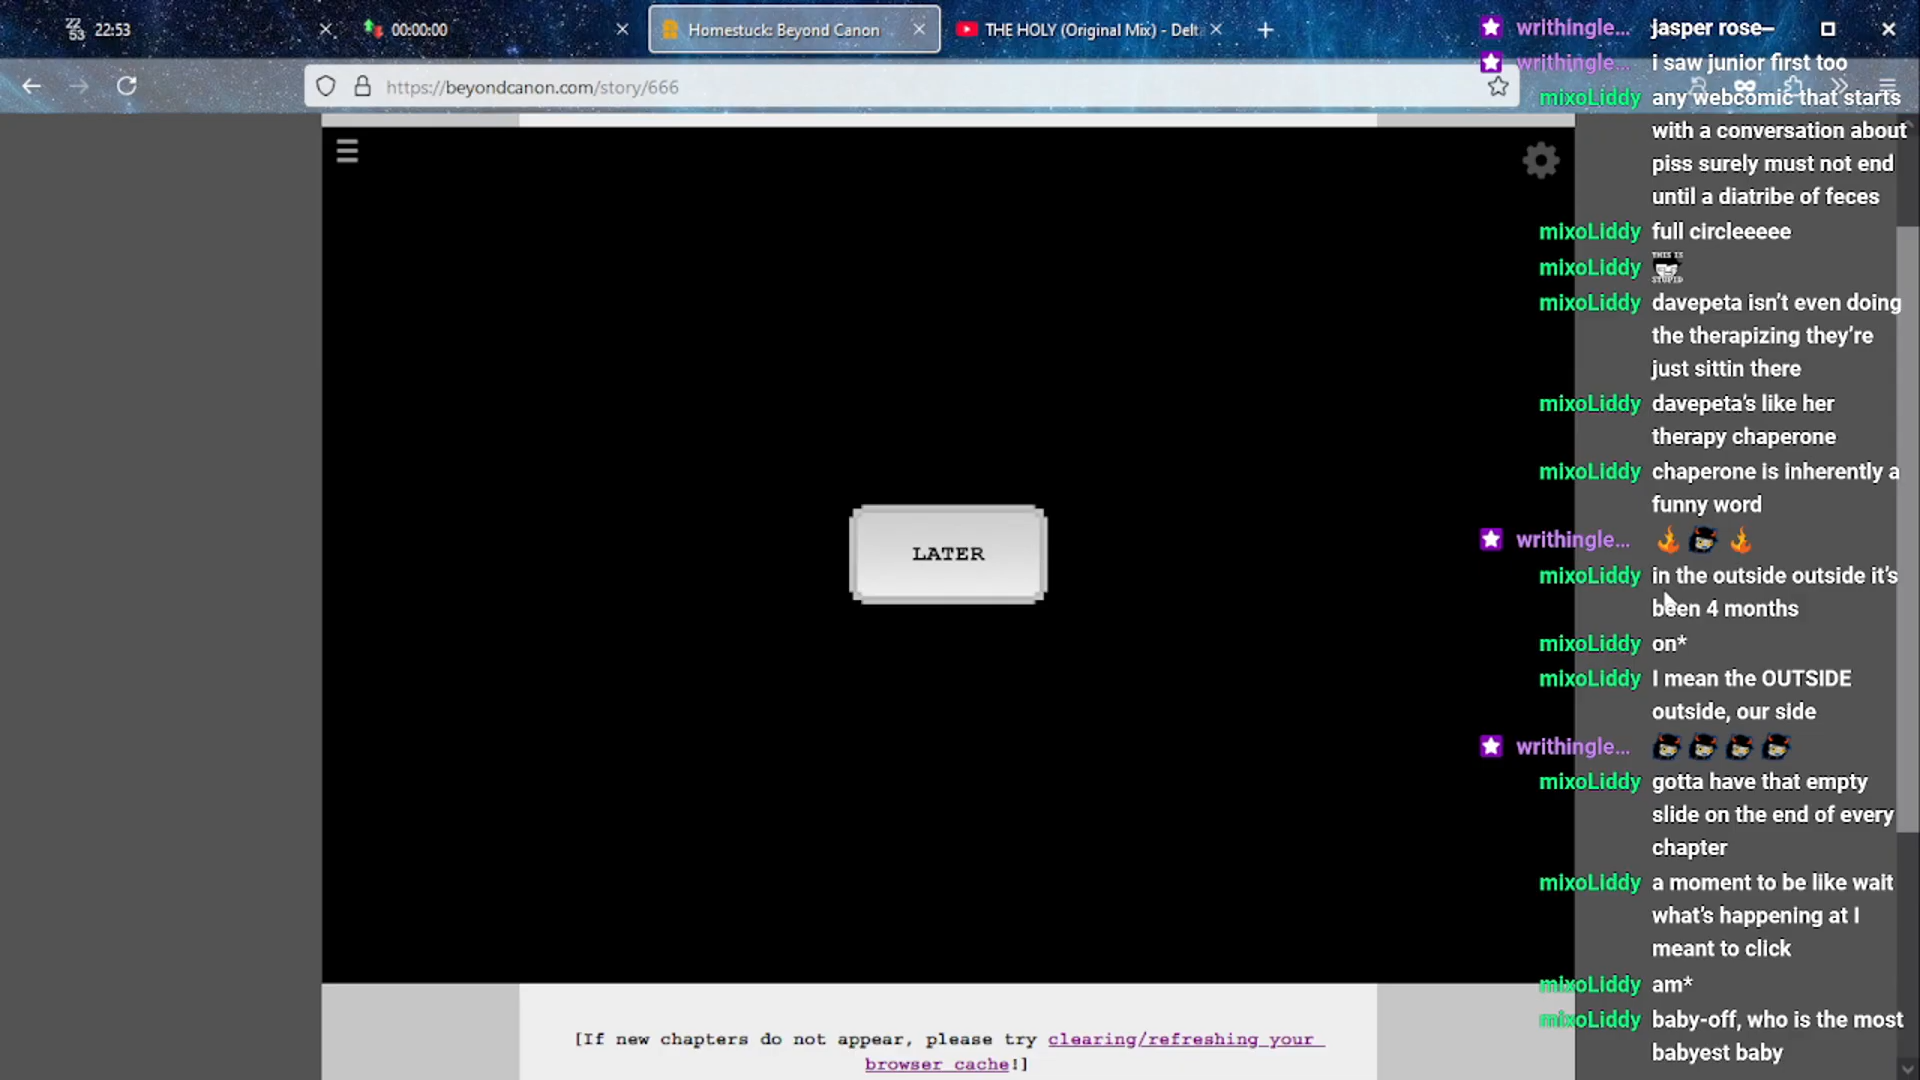 22:53
00:00:00
Homestuck: Beyond Canon
THE HOLY (Original Mix) - Delt
https://beyondcanon.com/story/666
LATER
[If new chapters do not appear, please try clearing/refreshing your
browser cache!]
writhingle... jasper rose—
writhingle... i saw junior first too
mixoLiddy any webcomic that starts
with a conversation about
piss surely must not end
until a diatribe of feces
mixoLiddy full circleeeee
mixoLiddy THIS IS
STUPID
mixoLiddy davepeta isn't even doing
the therapizing they're
just sittin there
mixoLiddy davepeta's like her
therapy chaperone
mixoLiddy chaperone is inherently a
funny word
writhingle...
mixoLiddy in the outside outside it's
been 4 months
mixoLiddy on*
mixoLiddy I mean the OUTSIDE
outside, our side
writhingle...
mixoLiddy gotta have that empty
slide on the end of every
chapter
mixoLiddy a moment to be like wait
what's happening at I
meant to click
mixoLiddy am*
mixoLiddy baby-off, who is the most
babyest baby